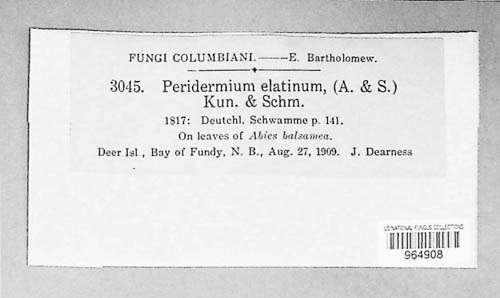 FUNGI COLUMBIANI.——E. Bartholomew.
3045. Peridermium elatinum, (A. & S.)
Kun. & Schm.
1817: Deutchl. Schwamme p. 141.
On leaves of Abies balsamea.
Deer Isl., Bay of Fundy, N. B., Aug. 27, 1909. J. Dearness
US NATIONAL FUNGUS COLLECTIONS
964908